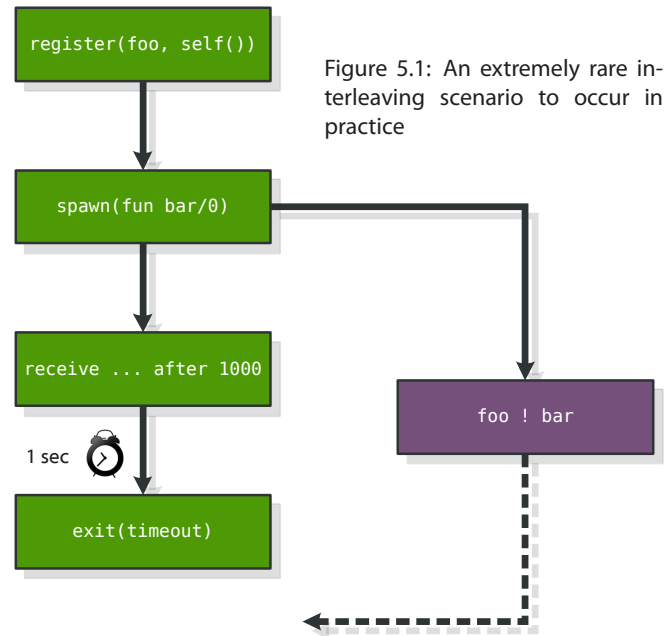 register(foo, self())
Figure 5.1: An extremely rare in-
terleaving scenario to occur in
practice
spawn(fun bar/0)
receive ... after 1000
foo ! bar
1 sec
exit(timeout)